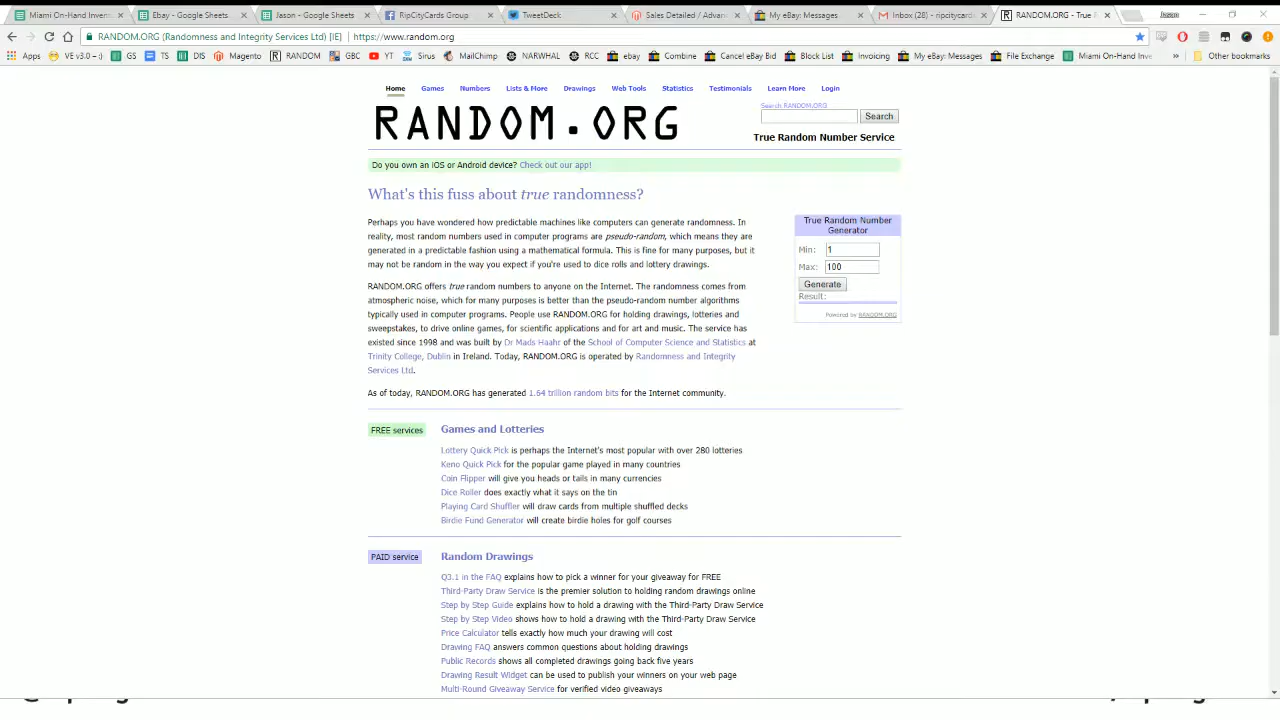 Miami On-Hand Invent
Ebay - Google Sheets
Jason - Google Sheets
RipCityCards Group
TweetDeck
Sales Detailed / Advanc
My eBay: Messages
Inbox (28) - ripcitycard
RANDOM.ORG - True R
Jason
RANDOM.ORG (Randomness and Integrity Services Ltd) [IE] https://www.random.org
Apps VE v3.0 --:) GS TS DIS Magento RANDOM GBC YT Sirus MailChimp NARWHAL RCC ebay Combine Cancel eBay Bid Block List Invoicing My eBay: Messages File Exchange Miami On-Hand Inve » Other bookmarks
Home Games Numbers Lists & More Drawings Web Tools Statistics Testimonials Learn More Login
RANDOM.ORG
Search RANDOM.ORG
Search
True Random Number Service
Do you own an iOS or Android device? Check out our app!
What's this fuss about true randomness?
Perhaps you have wondered how predictable machines like computers can generate randomness. In
reality, most random numbers used in computer programs are pseudo-random, which means they are
generated in a predictable fashion using a mathematical formula. This is fine for many purposes, but it
may not be random in the way you expect if you're used to dice rolls and lottery drawings.
RANDOM.ORG offers true random numbers to anyone on the Internet. The randomness comes from
atmospheric noise, which for many purposes is better than the pseudo-random number algorithms
typically used in computer programs. People use RANDOM.ORG for holding drawings, lotteries and
sweepstakes, to drive online games, for scientific applications and for art and music. The service has
existed since 1998 and was built by Dr Mads Haahr of the School of Computer Science and Statistics at
Trinity College, Dublin in Ireland. Today, RANDOM.ORG is operated by Randomness and Integrity
Services Ltd.
As of today, RANDOM.ORG has generated 1.64 trillion random bits for the Internet community.
True Random Number
Generator
Min: 1
Max: 100
Generate
Result:
Powered by RANDOM.ORG
FREE services
Games and Lotteries
Lottery Quick Pick is perhaps the Internet's most popular with over 280 lotteries
Keno Quick Pick for the popular game played in many countries
Coin Flipper will give you heads or tails in many currencies
Dice Roller does exactly what it says on the tin
Playing Card Shuffler will draw cards from multiple shuffled decks
Birdie Fund Generator will create birdie holes for golf courses
PAID service
Random Drawings
Q3.1 in the FAQ explains how to pick a winner for your giveaway for FREE
Third-Party Draw Service is the premier solution to holding random drawings online
Step by Step Guide explains how to hold a drawing with the Third-Party Draw Service
Step by Step Video shows how to hold a drawing with the Third-Party Draw Service
Price Calculator tells exactly how much your drawing will cost
Drawing FAQ answers common questions about holding drawings
Public Records shows all completed drawings going back five years
Drawing Result Widget can be used to publish your winners on your web page
Multi-Round Giveaway Service for verified video giveaways